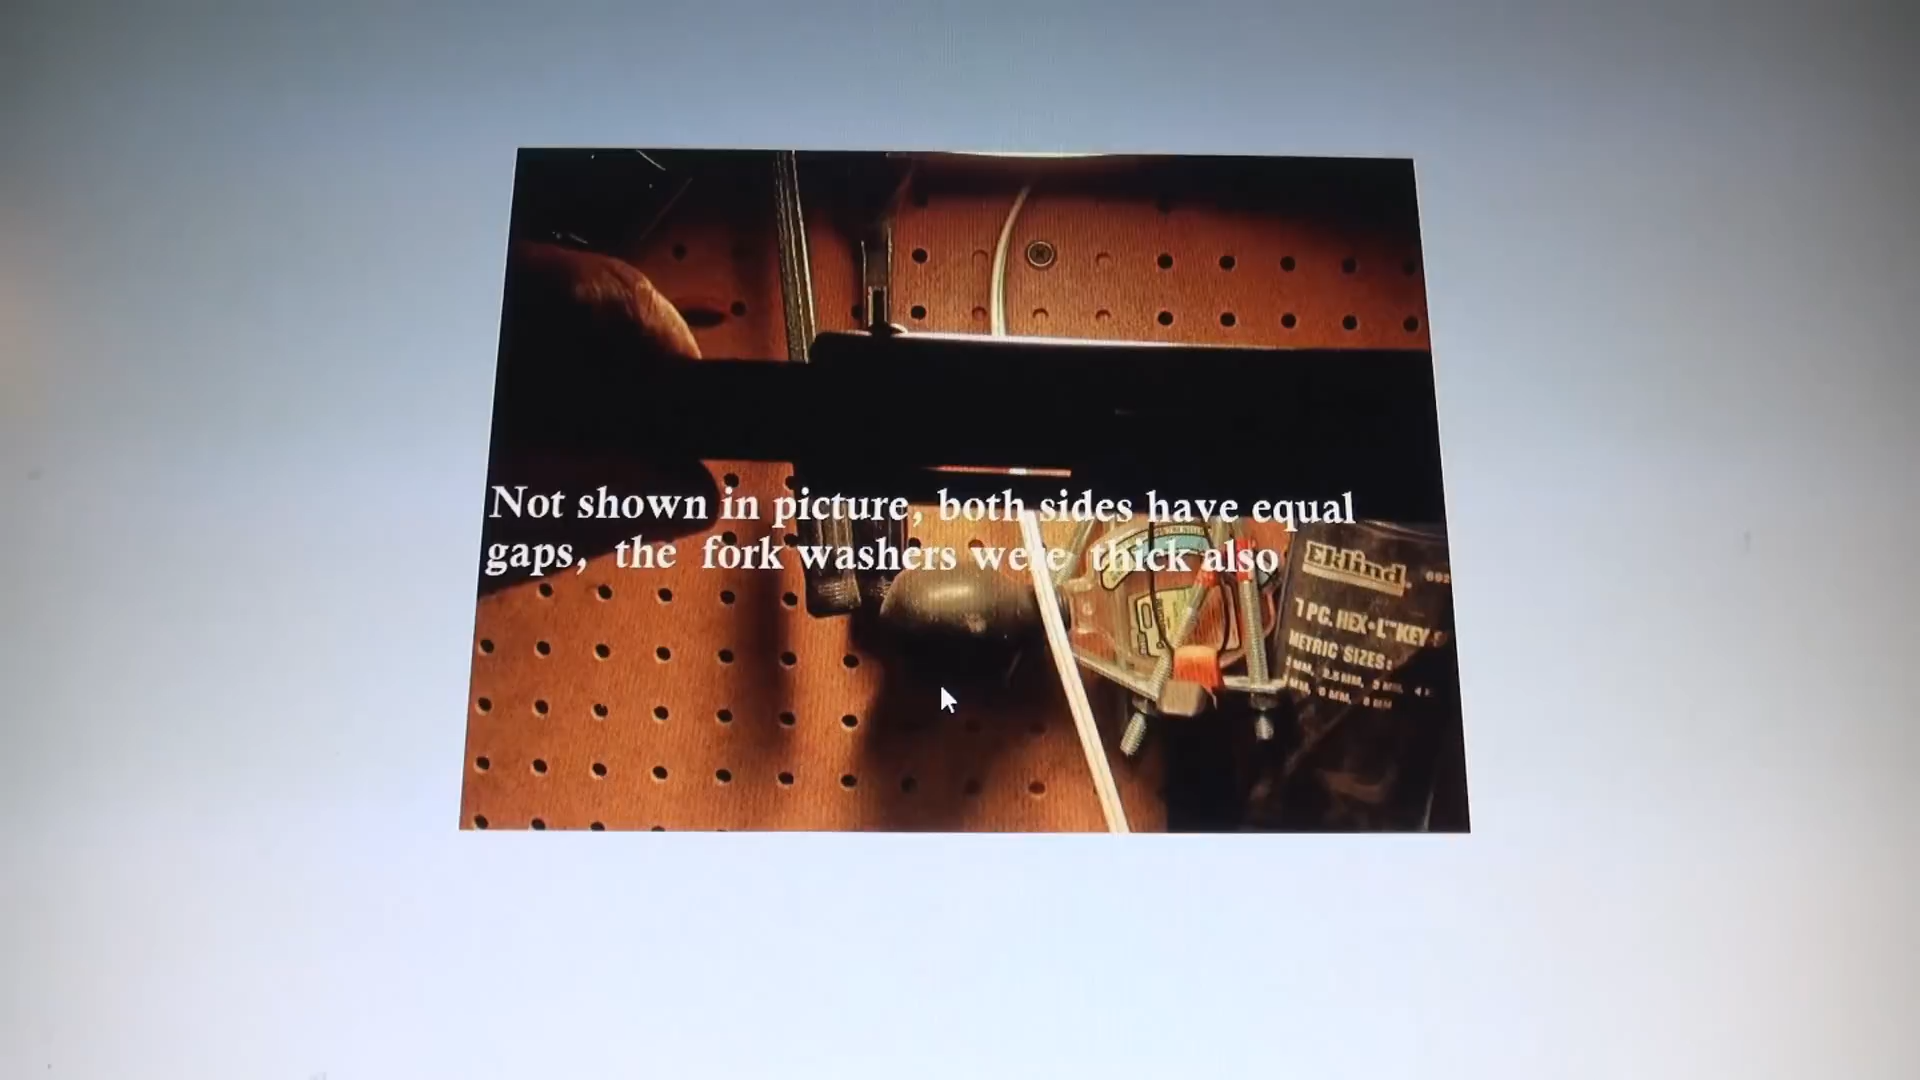 Not shown in picture, both sides have equal
gaps, the fork washers were thick also
Eklind
7 PC. HEX-L™ KEY
METRIC SIZES: